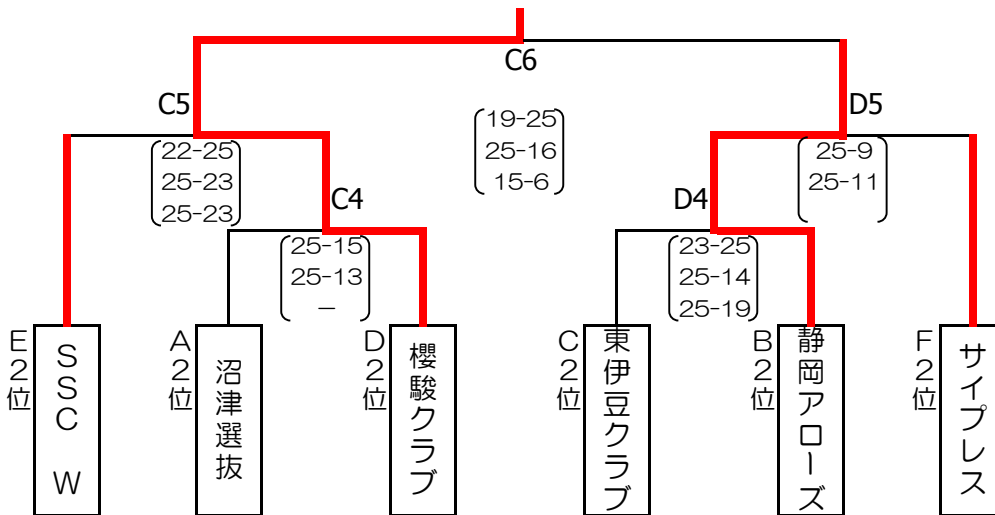 C6
C5
D5
19-25
25-16
15-6
22-25
25-23
25-23
25-9
25-11
C4
D4
25-15
25-13
－
23-25
25-14
25-19
E2位
SSC W
A2位
沼津選抜
D2位
櫻駿クラブ
C2位
東伊豆クラブ
B2位
静岡アローズ
F2位
サイプレス